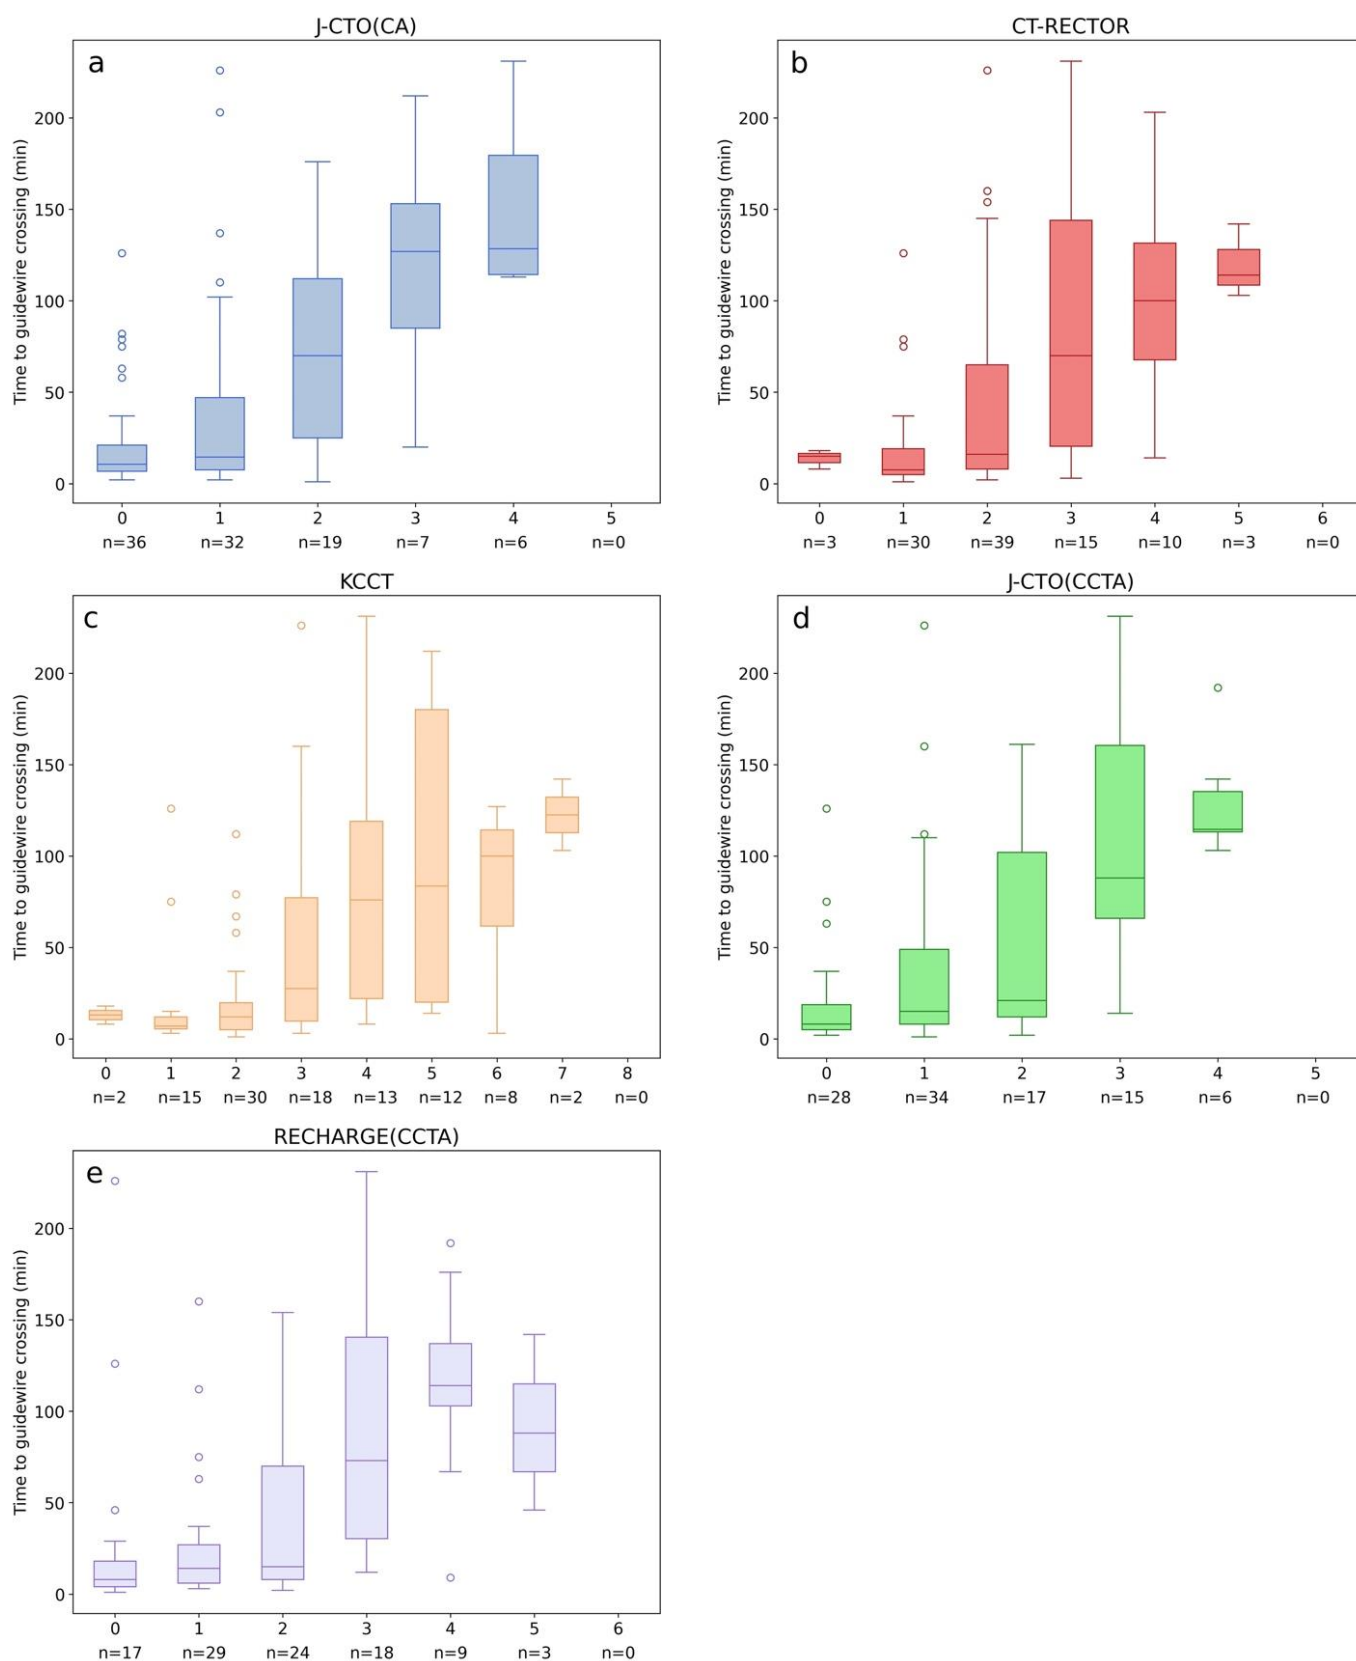 J-CTO(CA)
a
Time to guidewire crossing (min)
200
150
100
50
0
0 1 2 3 4 5
n=36 n=32 n=19 n=7 n=6 n=0
CT-RECTOR
b
Time to guidewire crossing (min)
200
150
100
50
0
0 1 2 3 4 5 6
n=3 n=30 n=39 n=15 n=10 n=3 n=0
KCCT
c
Time to guidewire crossing (min)
200
150
100
50
0
0 1 2 3 4 5 6 7 8
n=2 n=15 n=30 n=18 n=13 n=12 n=8 n=2 n=0
J-CTO(CCTA)
d
Time to guidewire crossing (min)
200
150
100
50
0
0 1 2 3 4 5
n=28 n=34 n=17 n=15 n=6 n=0
RECHARGE(CCTA)
e
Time to guidewire crossing (min)
200
150
100
50
0
0 1 2 3 4 5 6
n=17 n=29 n=24 n=18 n=9 n=3 n=0